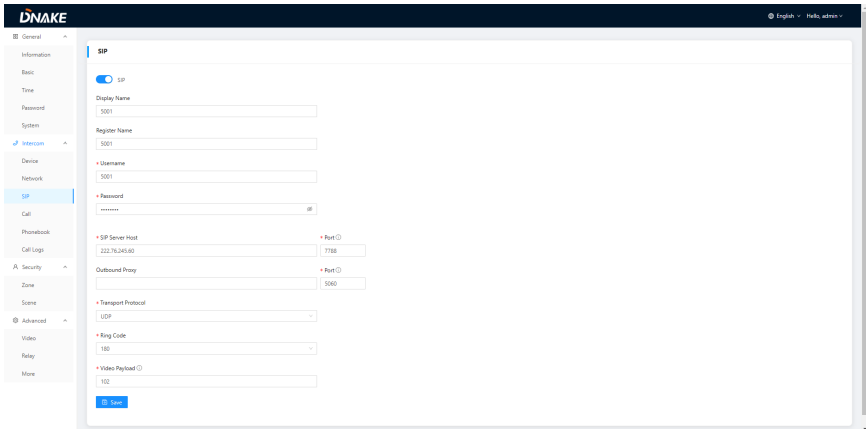 DNAKE
English
Hello, admin
General
Information
Basic
Time
Password
System
Intercom
Device
Network
SIP
Call
Phonebook
Call Logs
Security
Zone
Scene
Advanced
Video
Relay
More
SIP
SIP
Display Name
5001
Register Name
5001
* Username
5001
* Password
••••••••
* SIP Server Host * Port
222.76.245.60 7788
Outbound Proxy * Port
5060
* Transport Protocol
UDP
* Ring Code
180
* Video Payload
102
Save